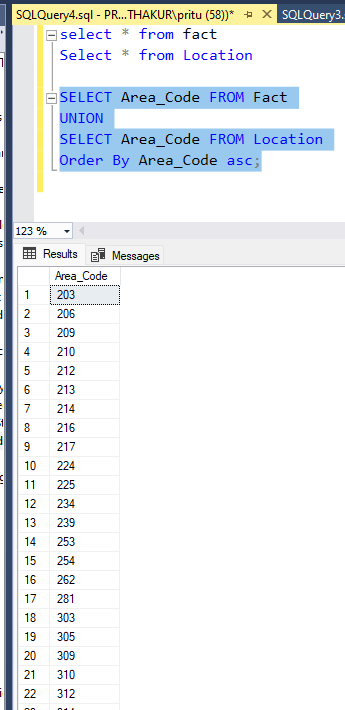 SQLQuery4.sql - PR...THAKUR\pritu (58))*
SQLQuery3.
select * from fact
Select * from Location
SELECT Area_Code FROM Fact
UNION
SELECT Area_Code FROM Location
Order By Area_Code asc;
123 %
Results Messages
Area_Code
1 203
2 206
3 209
4 210
5 212
6 213
7 214
8 216
9 217
10 224
11 225
12 234
13 239
14 253
15 254
16 262
17 281
18 303
19 305
20 309
21 310
22 312